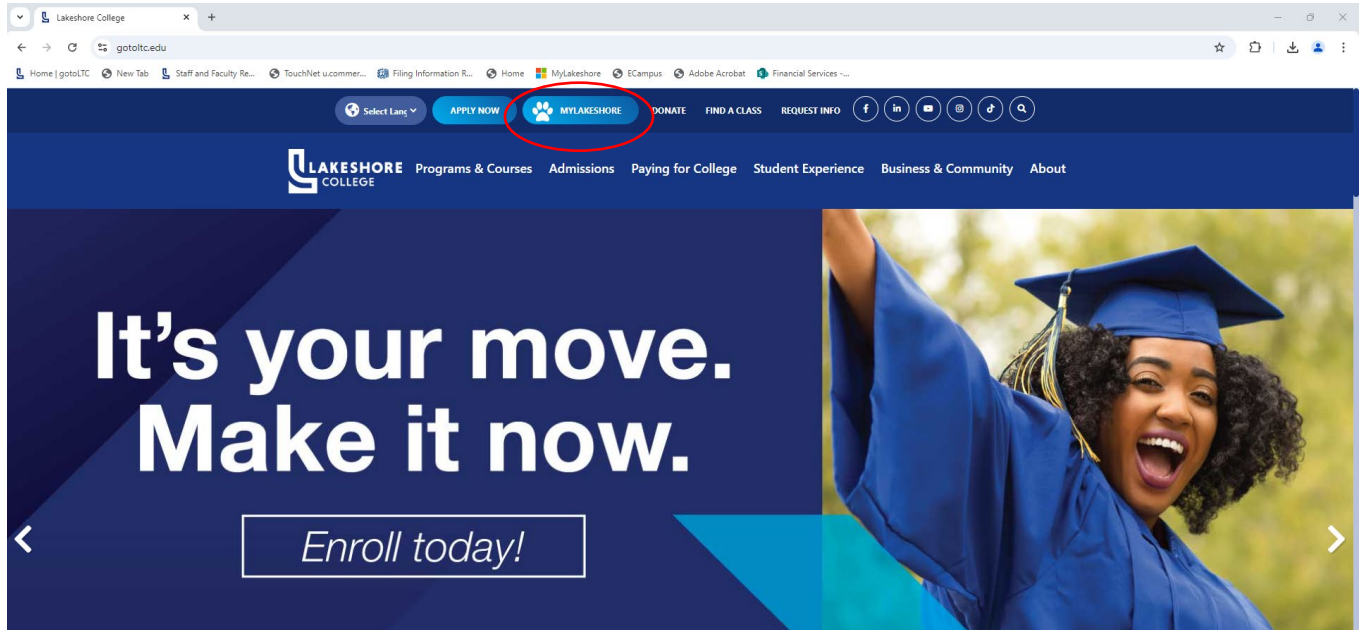 Lakeshore College
gotoltc.edu
Home | gotoLTC New Tab Staff and Faculty Re... TouchNet u.commer... Filing Information R... Home MyLakeshore ECampus Adobe Acrobat Financial Services -...
Select Lang APPLY NOW MYLAKESHORE DONATE FIND A CLASS REQUEST INFO
LAKESHORE COLLEGE
Programs & Courses Admissions Paying for College Student Experience Business & Community About
It's your move.
Make it now.
Enroll today!